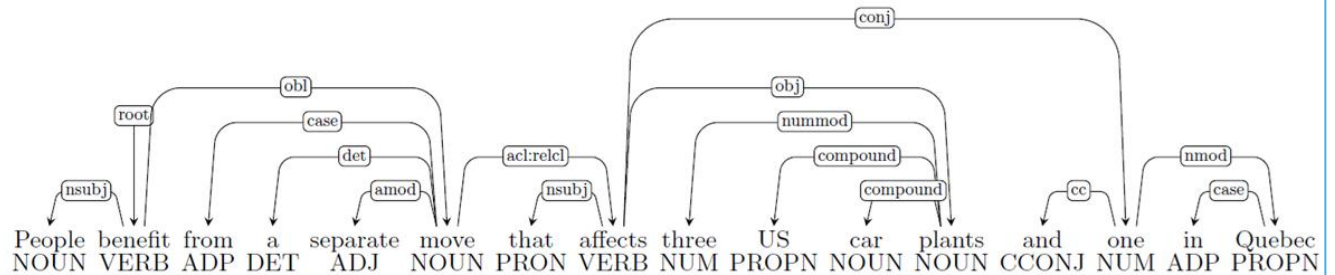 conj
obl obj
root case nummod
det acl:relcl compound nmod
nsubj amod nsubj compound cc case
People benefit from a separate move that affects three US car plants and one in Quebec
NOUN VERB ADP DET ADJ NOUN PRON VERB NUM PROPN NOUN NOUN CCONJ NUM ADP PROPN